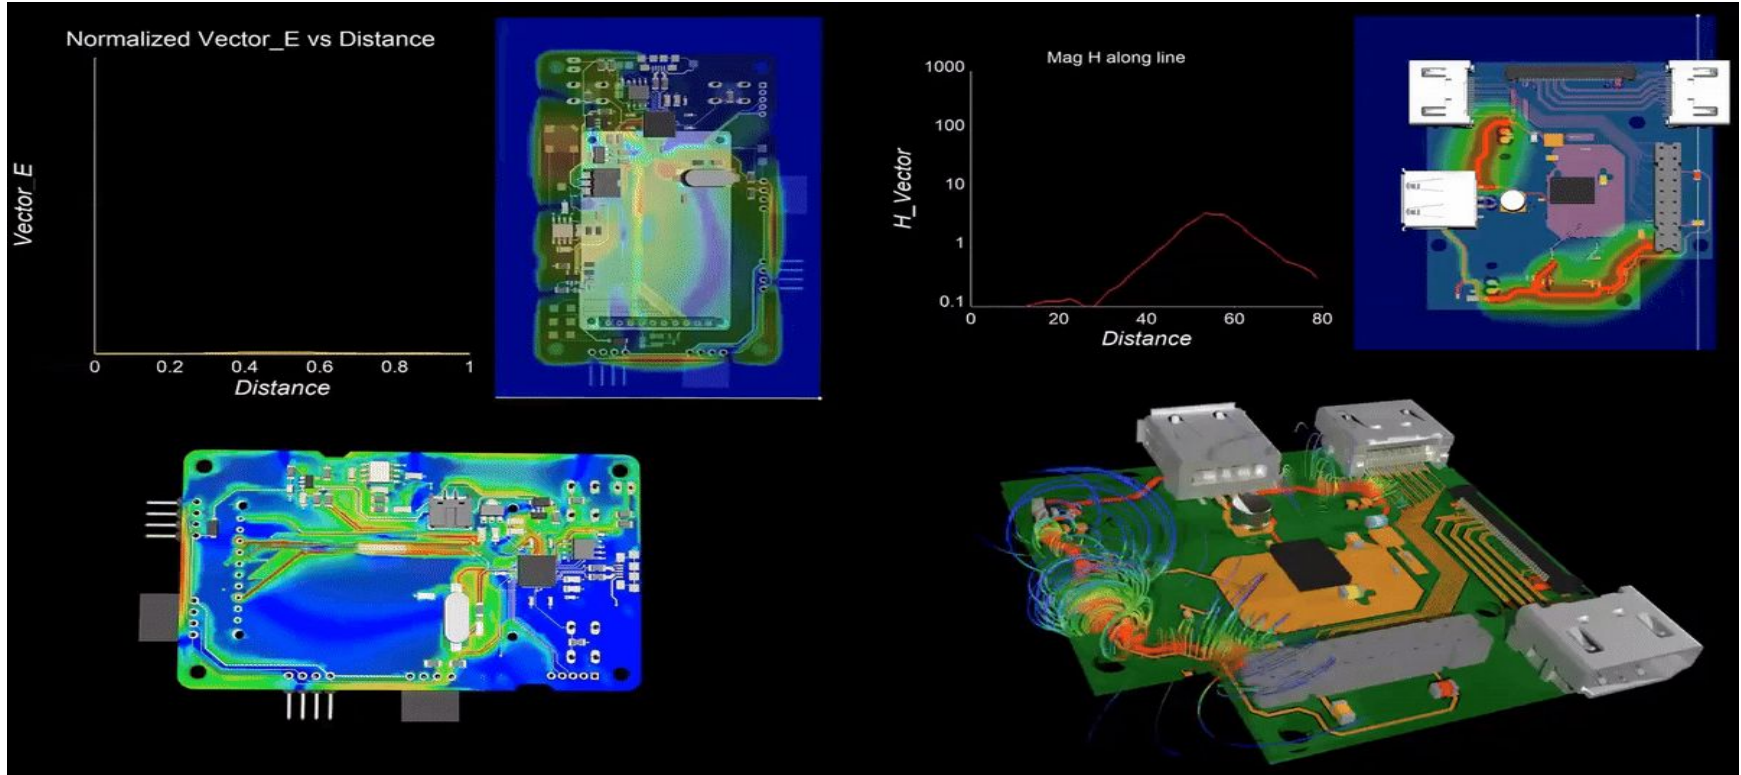 Normalized Vector_E vs Distance
Vector_E
0 0.2 0.4 0.6 0.8 1
Distance
Mag H along line
H_Vector
1000
100
10
1
0.1
0 20 40 60 80
Distance